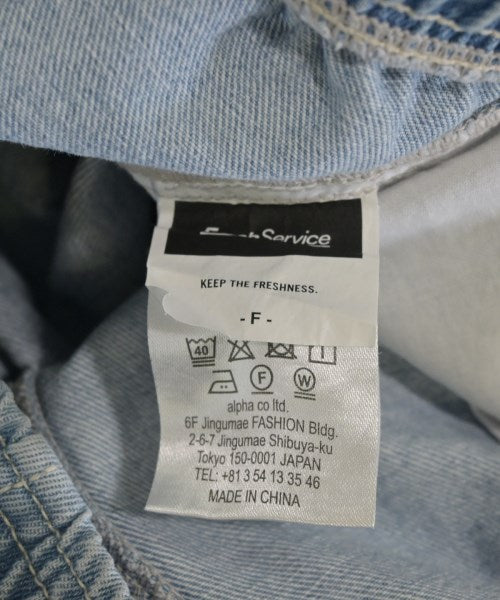 FreshService
KEEP THE FRESHNESS.
- F -
40
F W
alpha co ltd.
6F Jingumae FASHION Bldg.
2-6-7 Jingumae Shibuya-ku
Tokyo 150-0001 JAPAN
TEL: +81 3 54 13 35 46
MADE IN CHINA